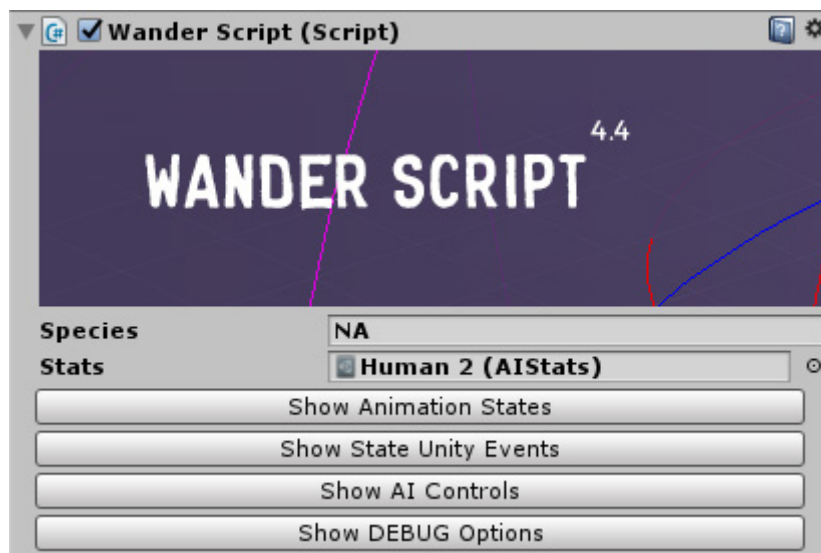 Wander Script (Script)
4.4
WANDER SCRIPT
Species NA
Stats Human 2 (AIStats)
Show Animation States
Show State Unity Events
Show AI Controls
Show DEBUG Options